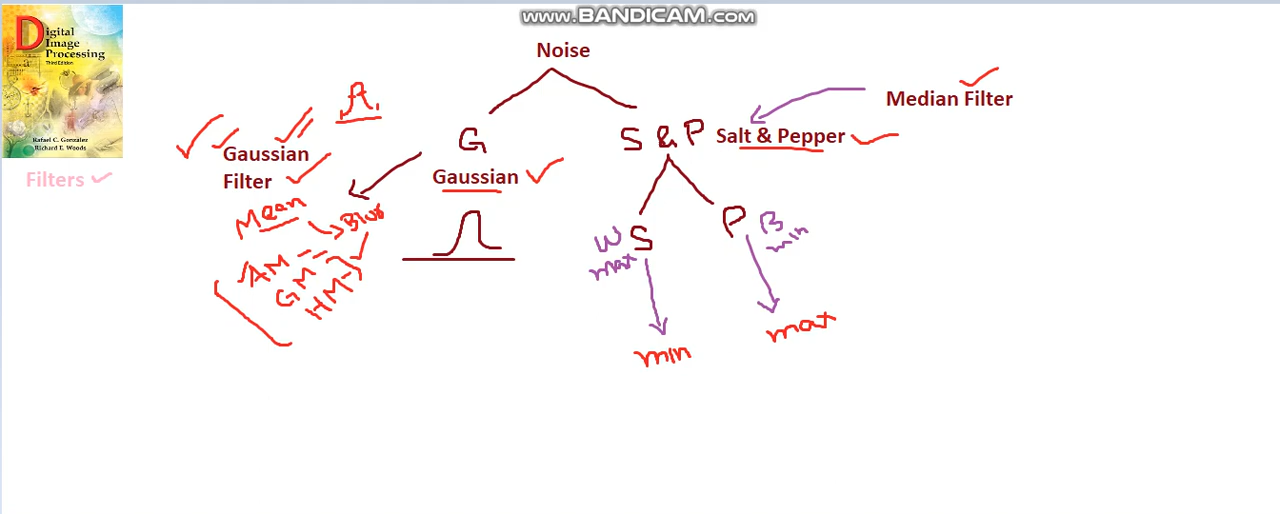 www.BANDICAM.com
Digital
Image
Processing
Third Edition
Rafael C. Gonzalez
Richard E. Woods
Filters
Noise
Median Filter
G
S & P
Salt & Pepper
Gaussian
Filter
Gaussian
Mean
Blur
AM
GM
HM
W
max
S
P
B
min
min
max